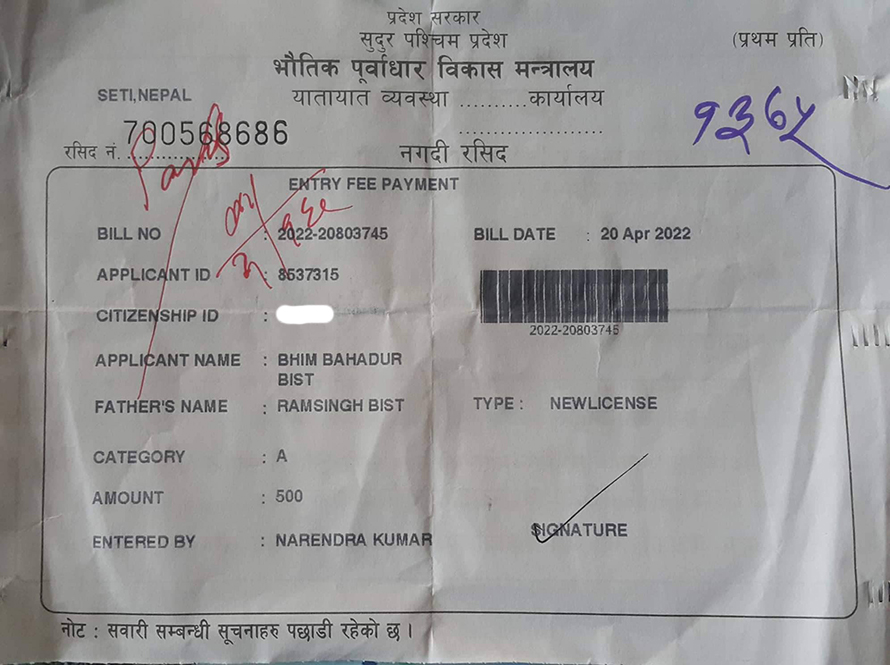 प्रदेश सरकार
सुदुर पश्चिम प्रदेश
(प्रथम प्रति)
भौतिक पूर्वाधार विकास मन्त्रालय
SETI,NEPAL
यातायात व्यवस्था ..........कार्यालय
....................
१३६५
700568686
रसिद नं. ....................
नगदी रसिद
ENTRY FEE PAYMENT
BILL NO : 2022-20803745
BILL DATE : 20 Apr 2022
APPLICANT ID : 8537315
CITIZENSHIP ID :
2022-20803745
APPLICANT NAME : BHIM BAHADUR
BIST
FATHER'S NAME : RAMSINGH BIST
TYPE : NEWLICENSE
CATEGORY : A
AMOUNT : 500
ENTERED BY : NARENDRA KUMAR
SIGNATURE
नोट : सवारी सम्बन्धी सूचनाहरु पछाडी रहेको छ ।